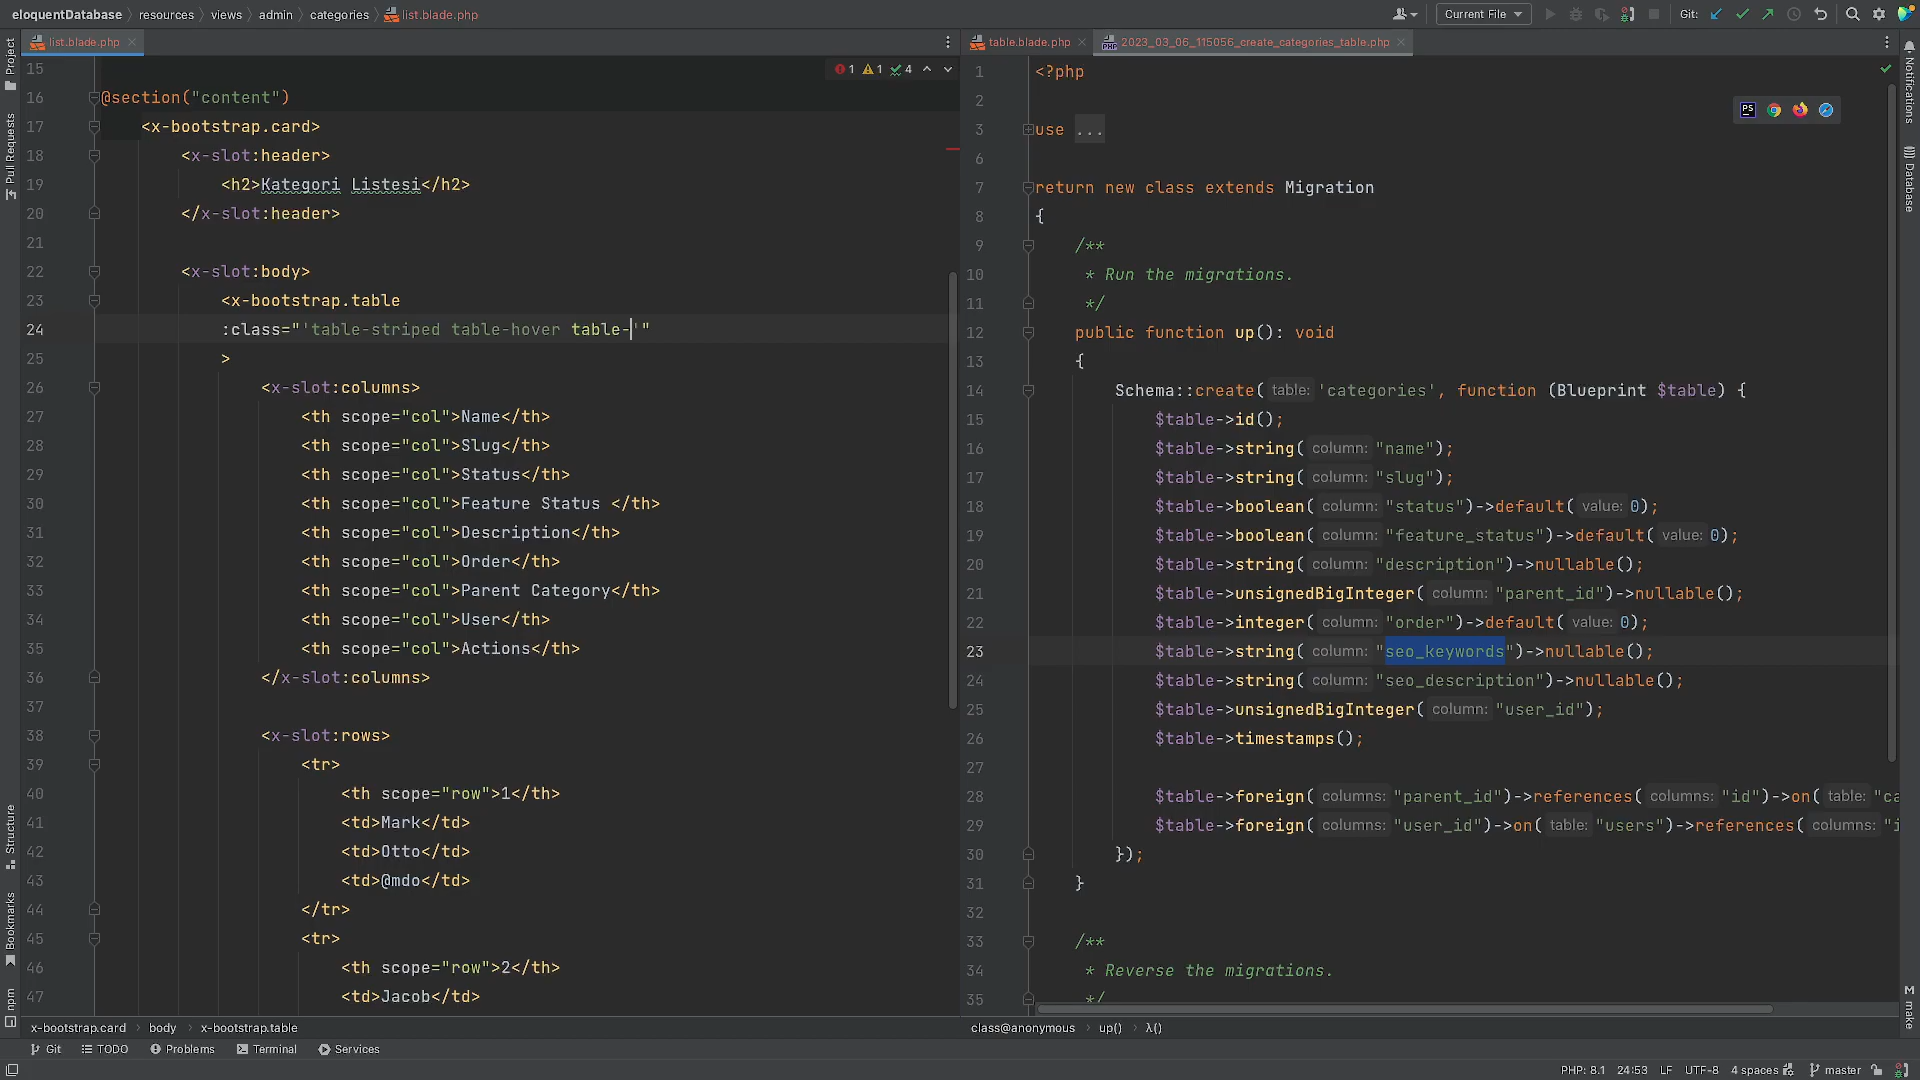 eloquentDatabase resources views admin categories list.blade.php
Current File
Git:
list.blade.php
table.blade.php
2023_03_06_115056_create_categories_table.php
Project
Pull Requests
Structure
Bookmarks
npm
1 1 4
15
16 @section("content")
17 <x-bootstrap.card>
18 <x-slot:header>
19 <h2>Kategori Listesi</h2>
20 </x-slot:header>
21
22 <x-slot:body>
23 <x-bootstrap.table
24 :class="'table-striped table-hover table-'"
25 >
26 <x-slot:columns>
27 <th scope="col">Name</th>
28 <th scope="col">Slug</th>
29 <th scope="col">Status</th>
30 <th scope="col">Feature Status </th>
31 <th scope="col">Description</th>
32 <th scope="col">Order</th>
33 <th scope="col">Parent Category</th>
34 <th scope="col">User</th>
35 <th scope="col">Actions</th>
36 </x-slot:columns>
37
38 <x-slot:rows>
39 <tr>
40 <th scope="row">1</th>
41 <td>Mark</td>
42 <td>Otto</td>
43 <td>@mdo</td>
44 </tr>
45 <tr>
46 <th scope="row">2</th>
47 <td>Jacob</td>
x-bootstrap.card body x-bootstrap.table
1 <?php
2
3 use ...
6
7 return new class extends Migration
8 {
9 /**
10 * Run the migrations.
11 */
12 public function up(): void
13 {
14 Schema::create( table: 'categories', function (Blueprint $table) {
15 $table->id();
16 $table->string( column: "name");
17 $table->string( column: "slug");
18 $table->boolean( column: "status")->default( value: 0);
19 $table->boolean( column: "feature_status")->default( value: 0);
20 $table->string( column: "description")->nullable();
21 $table->unsignedBigInteger( column: "parent_id")->nullable();
22 $table->integer( column: "order")->default( value: 0);
23 $table->string( column: "seo_keywords")->nullable();
24 $table->string( column: "seo_description")->nullable();
25 $table->unsignedBigInteger( column: "user_id");
26 $table->timestamps();
27
28 $table->foreign( columns: "parent_id")->references( columns: "id")->on( table: "ca
29 $table->foreign( columns: "user_id")->on( table: "users")->references( columns: "i
30 });
31 }
32
33 /**
34 * Reverse the migrations.
35 */
class@anonymous up() λ()
PS
Notifications
Database
M make
Git TODO Problems Terminal Services
PHP: 8.1 24:53 LF UTF-8 4 spaces master